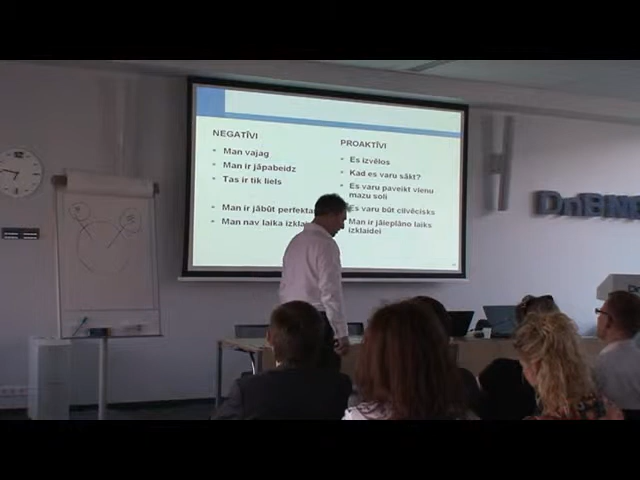 NEGATĪVI
Man vajag
Man ir jāpabeidz
Tas ir tik liels
Man ir jābūt perfektam
Man nav laika
PROAKTĪVI
Es izvēlos
Kad es varu sākt?
Es varu paveikt vienu
mazu soli
Es varu būt cilvēcisks
Man ir jāieplāno laiks
izklaidei
DnB